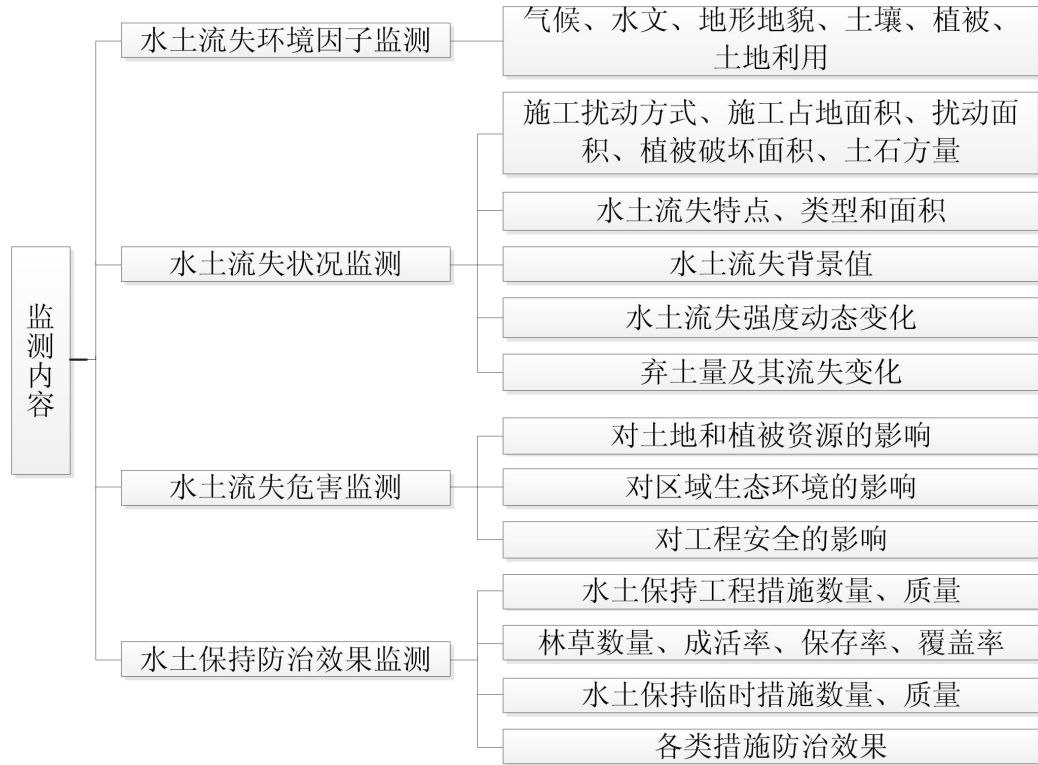 监测内容
水土流失环境因子监测
气候、水文、地形地貌、土壤、植被、
土地利用
水土流失状况监测
施工扰动方式、施工占地面积、扰动面
积、植被破坏面积、土石方量
水土流失特点、类型和面积
水土流失背景值
水土流失强度动态变化
弃土量及其流失变化
水土流失危害监测
对土地和植被资源的影响
对区域生态环境的影响
对工程安全的影响
水土保持防治效果监测
水土保持工程措施数量、质量
林草数量、成活率、保存率、覆盖率
水土保持临时措施数量、质量
各类措施防治效果